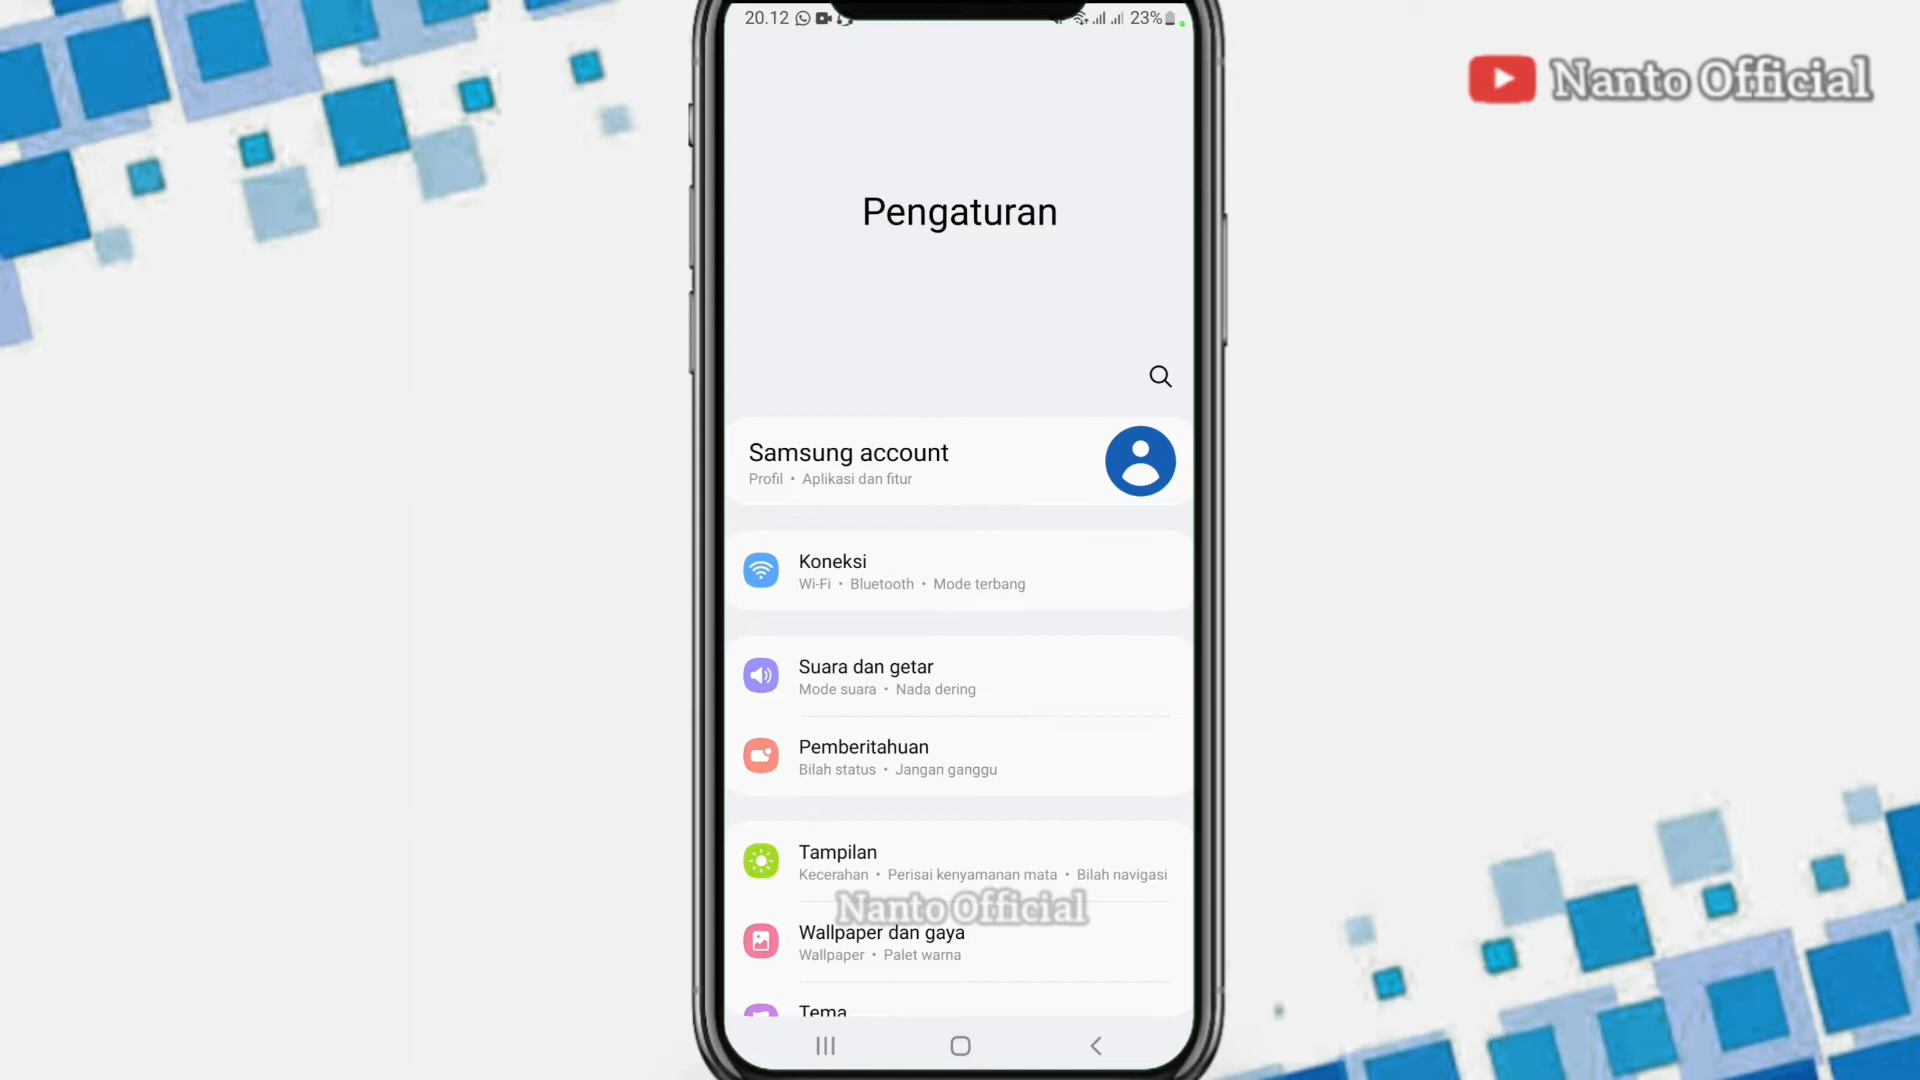 20.12
23%
Nanto Official
Pengaturan
Samsung account
Profil • Aplikasi dan fitur
Koneksi
Wi-Fi • Bluetooth • Mode terbang
Suara dan getar
Mode suara • Nada dering
Pemberitahuan
Bilah status • Jangan ganggu
Tampilan
Kecerahan • Perisai kenyamanan mata • Bilah navigasi
Nanto Official
Wallpaper dan gaya
Wallpaper • Palet warna
Tema